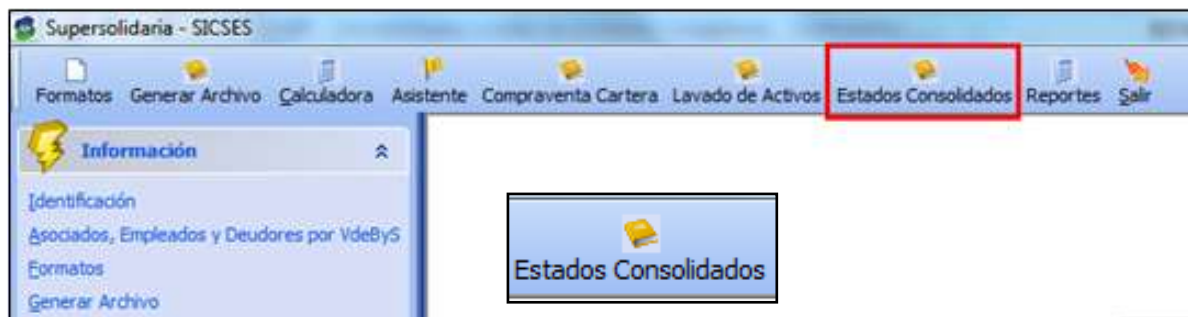 Supersolidaria - SICSES
Formatos Generar Archivo Calculadora Asistente Compraventa Cartera Lavado de Activos Estados Consolidados Reportes Salir
Información
Identificación
Asociados, Empleados y Deudores por VdeByS
Formatos
Generar Archivo
Estados Consolidados